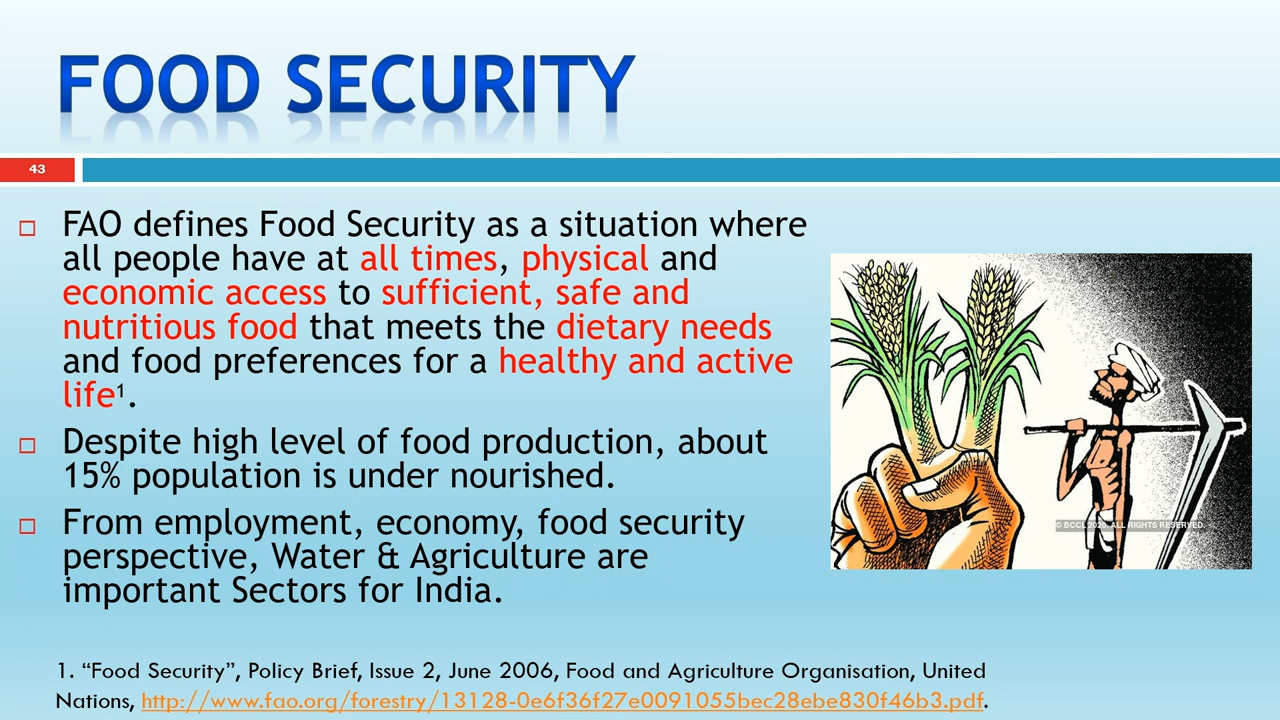 FOOD SECURITY
43
FAO defines Food Security as a situation where
all people have at all times, physical and
economic access to sufficient, safe and
nutritious food that meets the dietary needs
and food preferences for a healthy and active
life¹.
Despite high level of food production, about
15% population is under nourished.
From employment, economy, food security
perspective, Water & Agriculture are
important Sectors for India.
© BCCL 2020. ALL RIGHTS RESERVED.
1. “Food Security”, Policy Brief, Issue 2, June 2006, Food and Agriculture Organisation, United
Nations, http://www.fao.org/forestry/13128-0e6f36f27e0091055bec28ebe830f46b3.pdf.